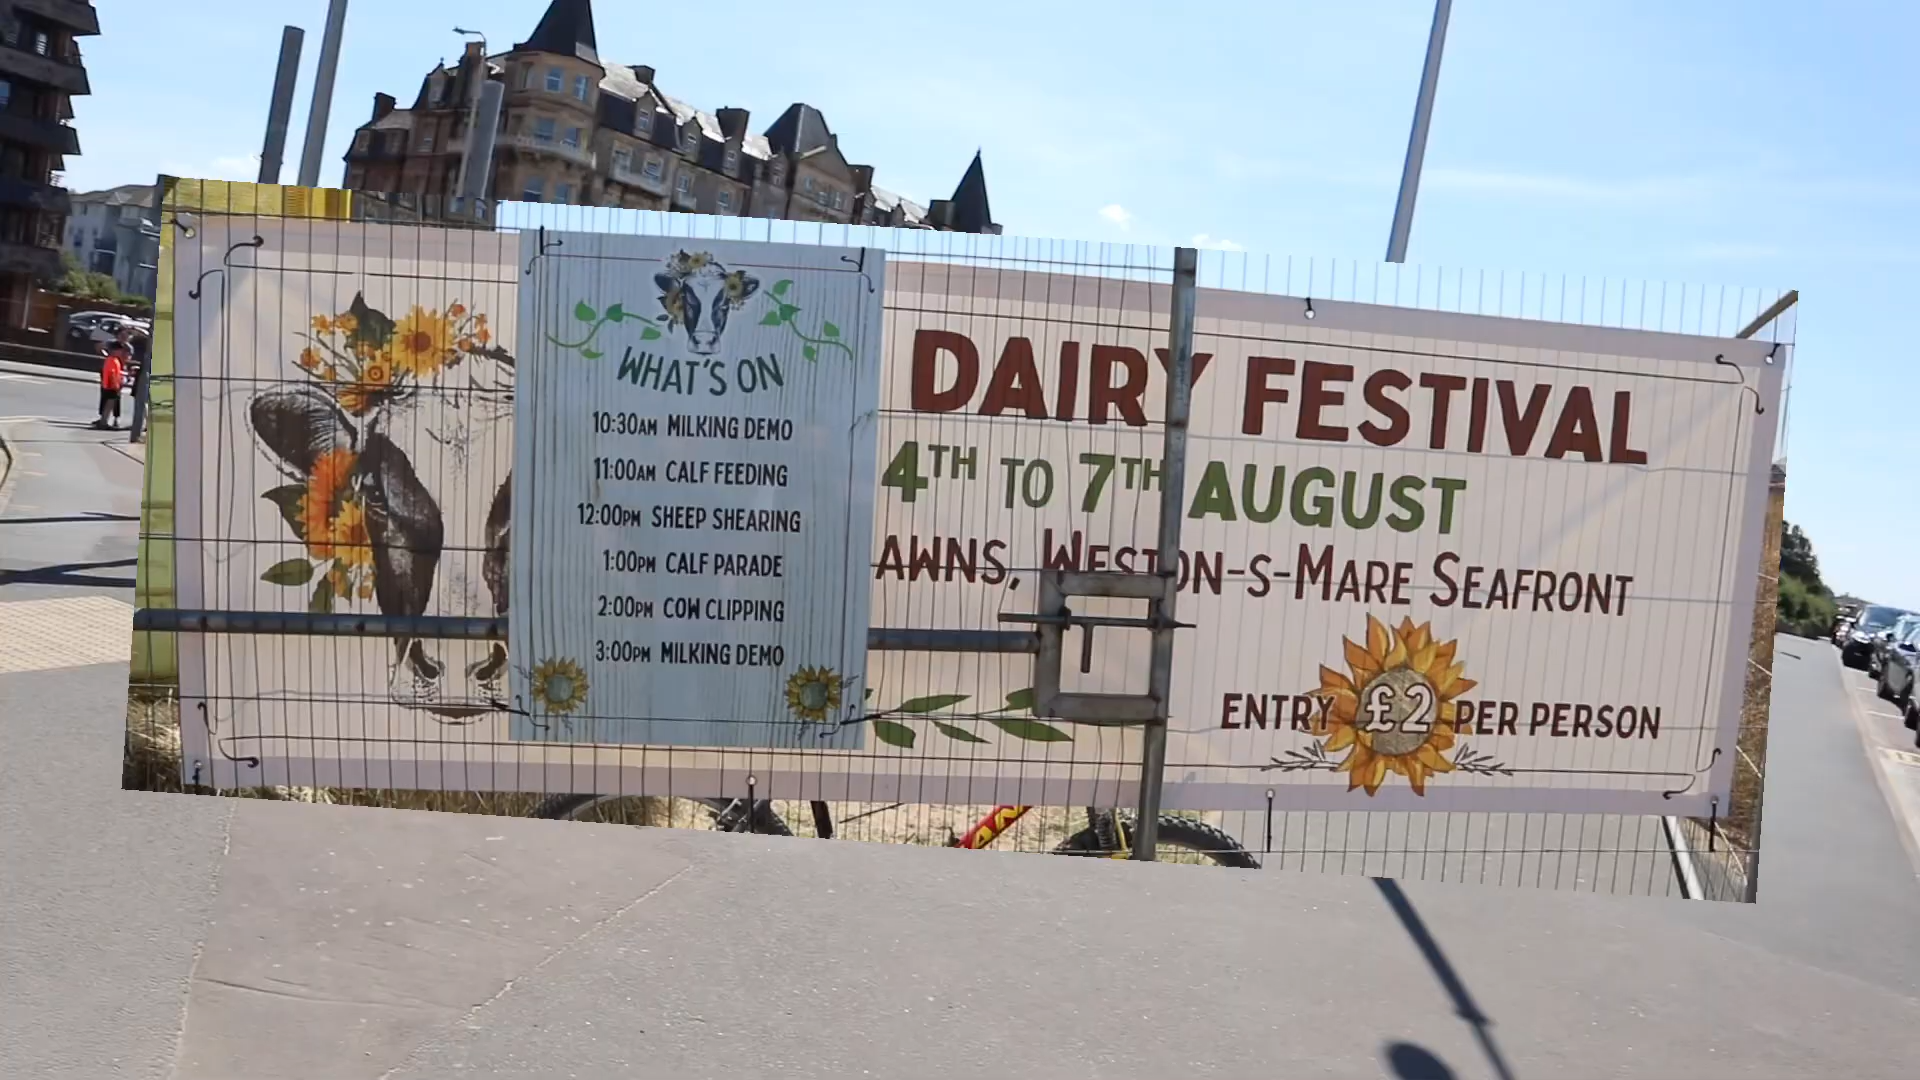 WHAT'S ON
10:30AM MILKING DEMO
11:00AM CALF FEEDING
12:00PM SHEEP SHEARING
1:00PM CALF PARADE
2:00PM COW CLIPPING
3:00PM MILKING DEMO
DAIRY FESTIVAL
4TH TO 7TH AUGUST
AWNS, WESTON-S-MARE SEAFRONT
ENTRY £2 PER PERSON